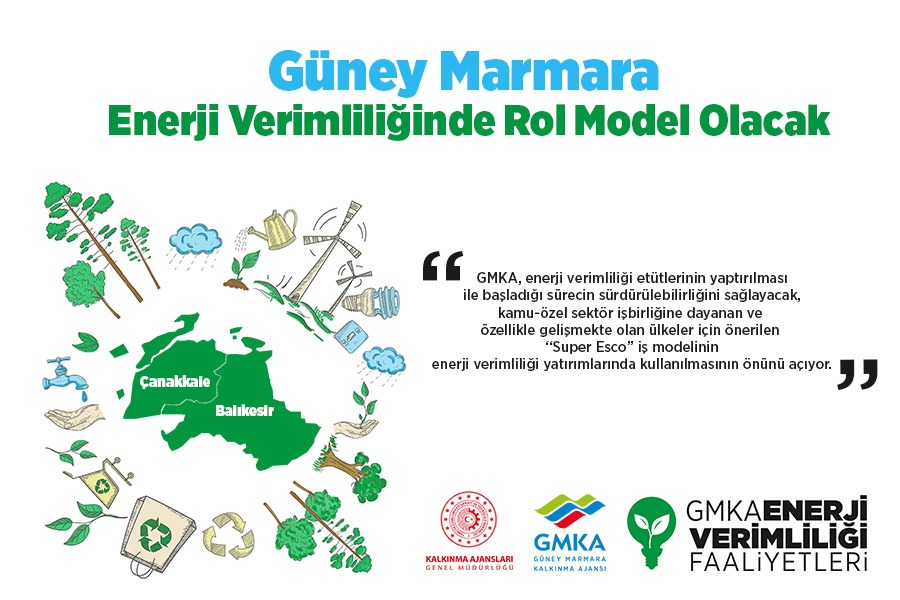 Güney Marmara
Enerji Verimliliğinde Rol Model Olacak
“
GMKA, enerji verimliliği etütlerinin yaptırılması
ile başladığı sürecin sürdürülebilirliğini sağlayacak,
kamu-özel sektör işbirliğine dayanan ve
özellikle gelişmekte olan ülkeler için önerilen
“Super Esco” iş modelinin
enerji verimliliği yatırımlarında kullanılmasının önünü açıyor.
”
Çanakkale
Balıkesir
KALKINMA AJANSLARI
GENEL MÜDÜRLÜĞÜ
GMKA
GÜNEY MARMARA
KALKINMA AJANSI
GMKAENERJİ
VERİMLİLİĞİ
FAALİYETLERİ